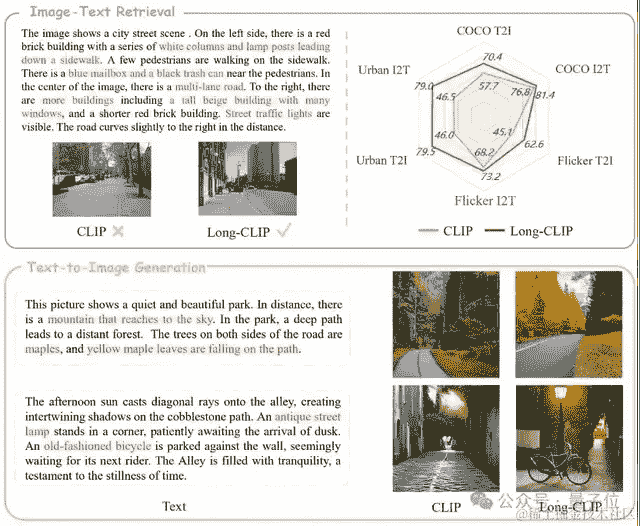 Image-Text Retrieval
The image shows a city street scene . On the left side, there is a red
brick building with a series of white columns and lamp posts leading
down a sidewalk. A few pedestrians are walking on the sidewalk.
There is a blue mailbox and a black trash can near the pedestrians. In
the center of the image, there is a multi-lane road. To the right, there
are more buildings including a tall beige building with many
windows, and a shorter red brick building. Street traffic lights are
visible. The road curves slightly to the right in the distance.
CLIP ✗
Long-CLIP ✓
COCO T2I
COCO I2T
Flicker T2I
Flicker I2T
Urban T2I
Urban I2T
70.4
57.7
76.8
81.4
45.1
62.6
68.2
73.2
46.0
79.5
46.5
79.0
CLIP
Long-CLIP
Text-to-Image Generation
This picture shows a quiet and beautiful park. In distance, there
is a mountain that reaches to the sky. In the park, a deep path
leads to a distant forest. The trees on both sides of the road are
maples, and yellow maple leaves are falling on the path.
The afternoon sun casts diagonal rays onto the alley, creating
intertwining shadows on the cobblestone path. An antique street
lamp stands in a corner, patiently awaiting the arrival of dusk.
An old-fashioned bicycle is parked against the wall, seemingly
waiting for its next rider. The Alley is filled with tranquility, a
testament to the stillness of time.
Text
CLIP
Long-CLIP
公众号 · 量子位
@稀土掘金技术社区